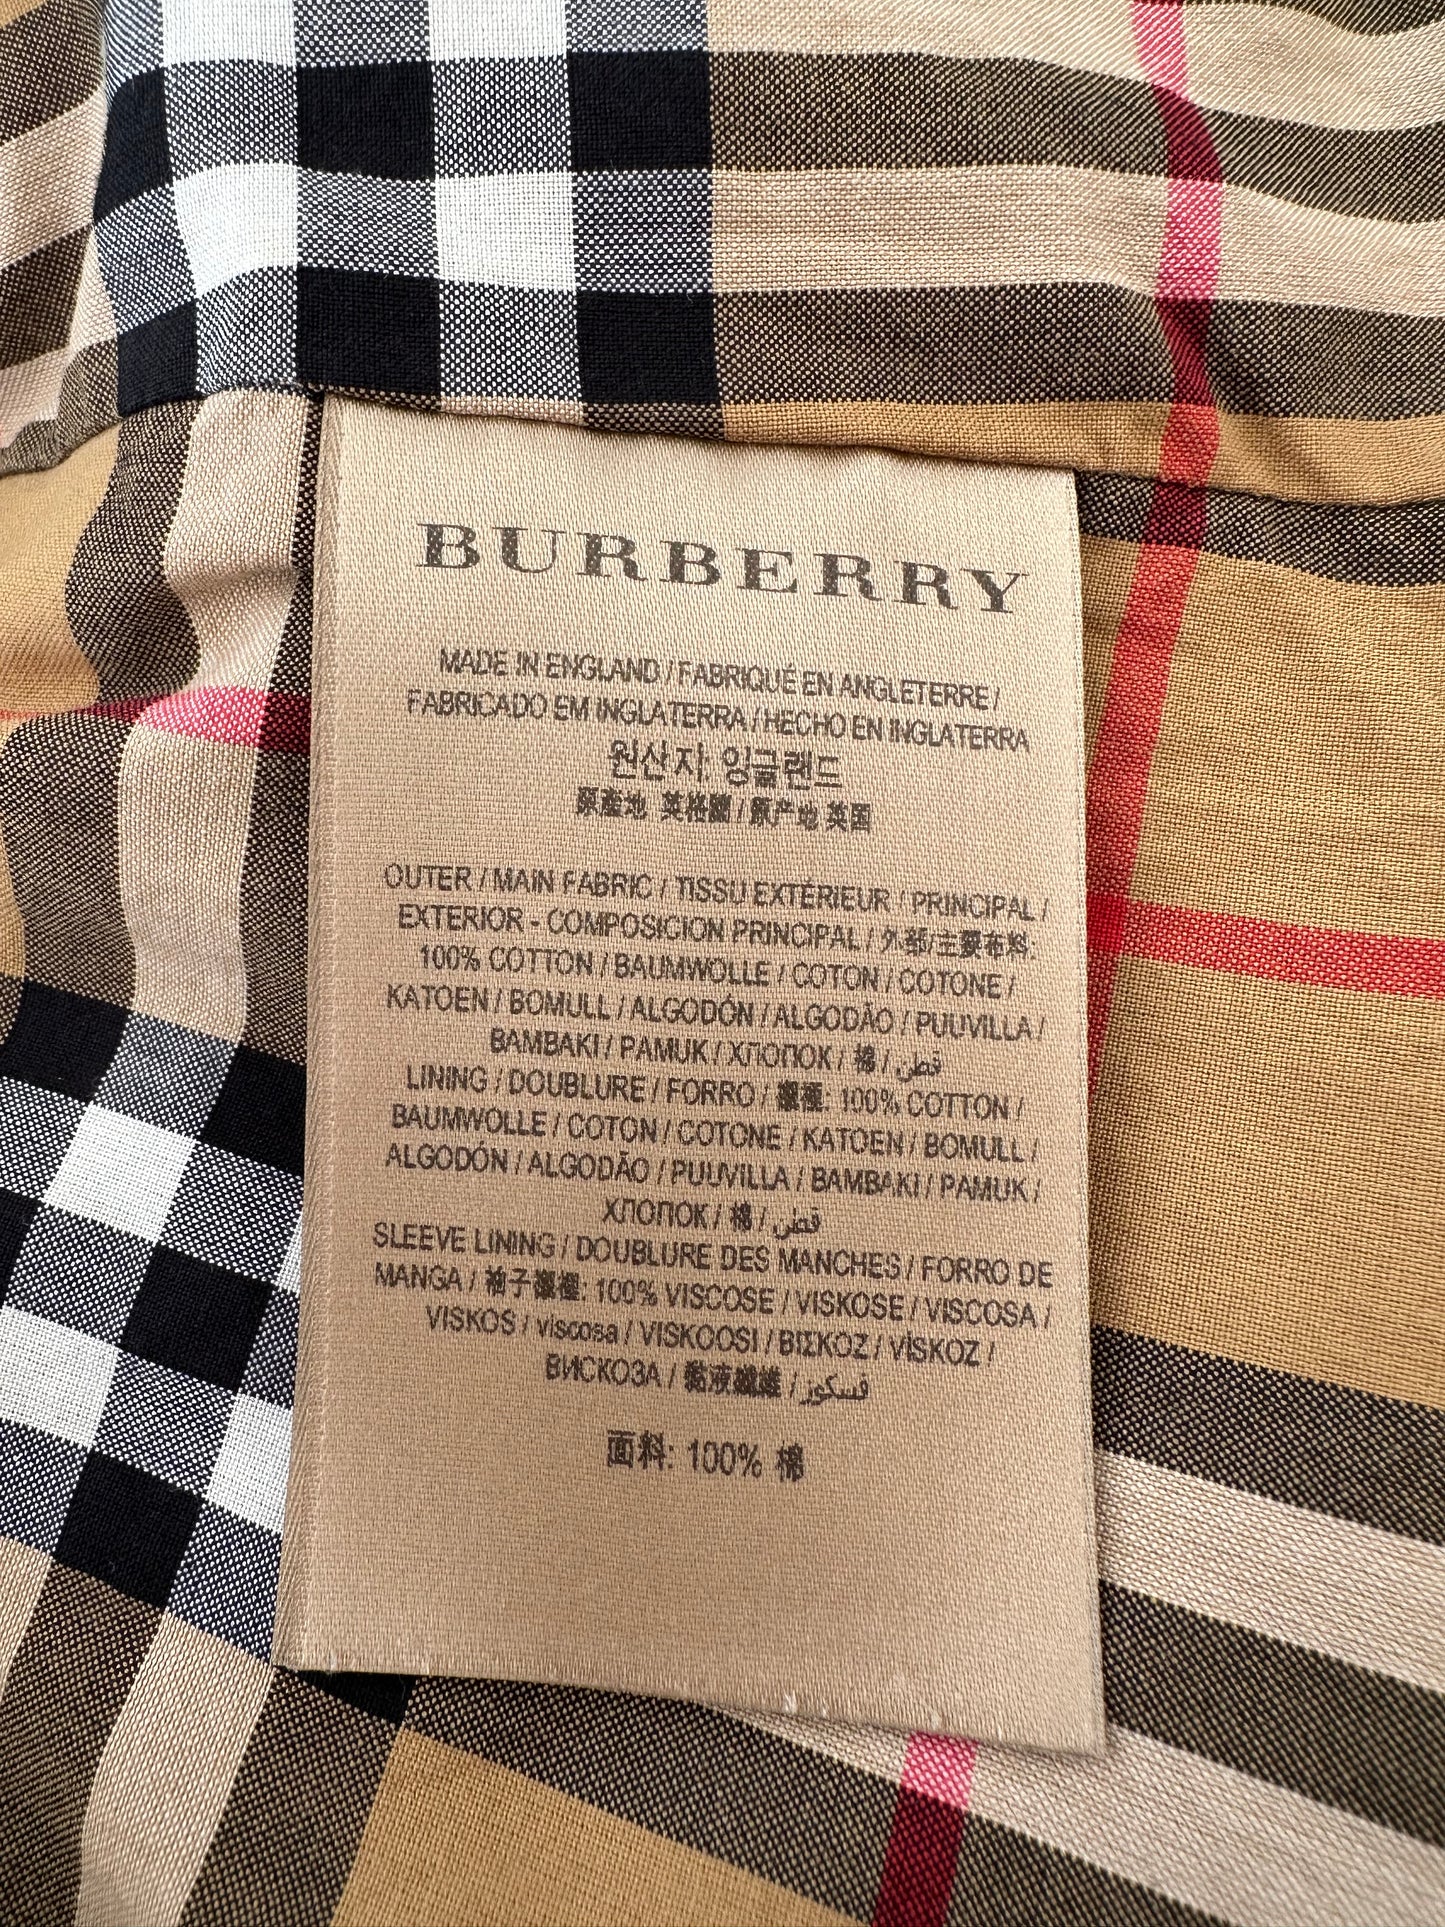 BURBERRY
MADE IN ENGLAND / FABRIQUÉ EN ANGLETERRE /
FABRICADO EM INGLATERRA / HECHO EN INGLATERRA
원산지 잉글랜드
原產地 英格蘭 / 原产地 英国
OUTER / MAIN FABRIC / TISSU EXTÉRIEUR / PRINCIPAL /
EXTERIOR - COMPOSICION PRINCIPAL / 外部/主要布料:
100% COTTON / BAUMWOLLE / COTON / COTONE /
KATOEN / BOMULL / ALGODÓN / ALGODÃO / PUUVILLA /
BAMBAKI / PAMUK / ХЛОПОК / 棉 / قطن
LINING / DOUBLURE / FORRO / 襯裡: 100% COTTON /
BAUMWOLLE / COTON / COTONE / KATOEN / BOMULL /
ALGODÓN / ALGODÃO / PUUVILLA / BAMBAKI / PAMUK /
ХЛОПОК / 棉 / قطن
SLEEVE LINING / DOUBLURE DES MANCHES / FORRO DE
MANGA / 袖子襯裡: 100% VISCOSE / VISKOSE / VISCOSA /
VISKOS / viscosa / VISKOOSI / ΒΙΣΚΟΖ / VİSKOZ /
ВИСКОЗА / 黏液纖維 / فسكوز
面料: 100% 棉